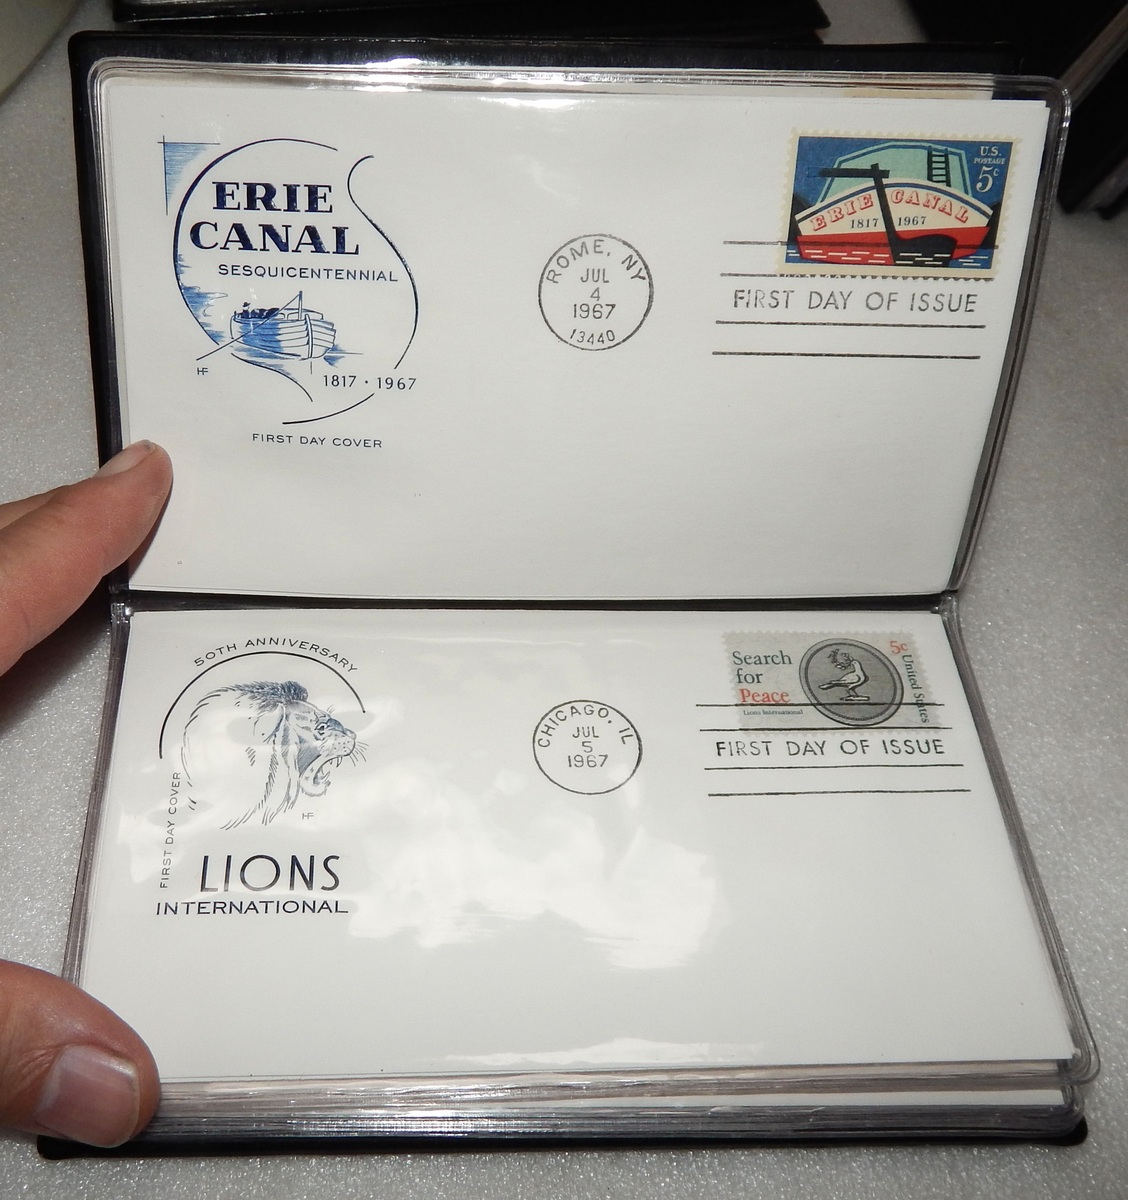 ERIE
CANAL
SESQUICENTENNIAL
HF
1817 · 1967
FIRST DAY COVER
ROME, NY
JUL
4
1967
13440
U.S.
POSTAGE
5c
ERIE CANAL
1817 1967
FIRST DAY OF ISSUE
50TH ANNIVERSARY
FIRST DAY COVER
HF
LIONS
INTERNATIONAL
CHICAGO, IL
JUL
5
1967
Search
for
Peace
Lions International
5c
United States
FIRST DAY OF ISSUE